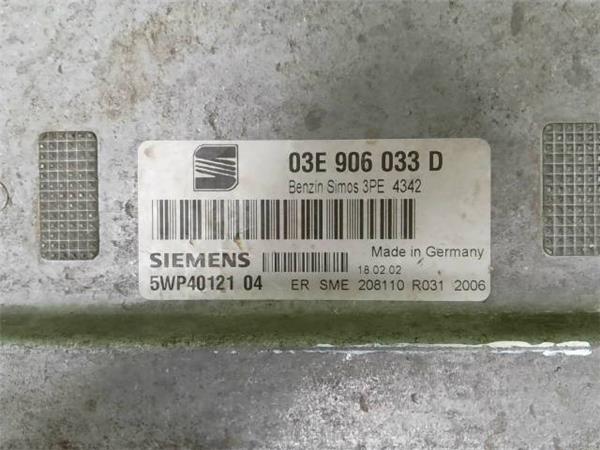 03E 906 033 D
Benzin Simos 3PE 4342
Made in Germany
SIEMENS
18.02.02
5WP40121 04 ER SME 208110 R031 2006